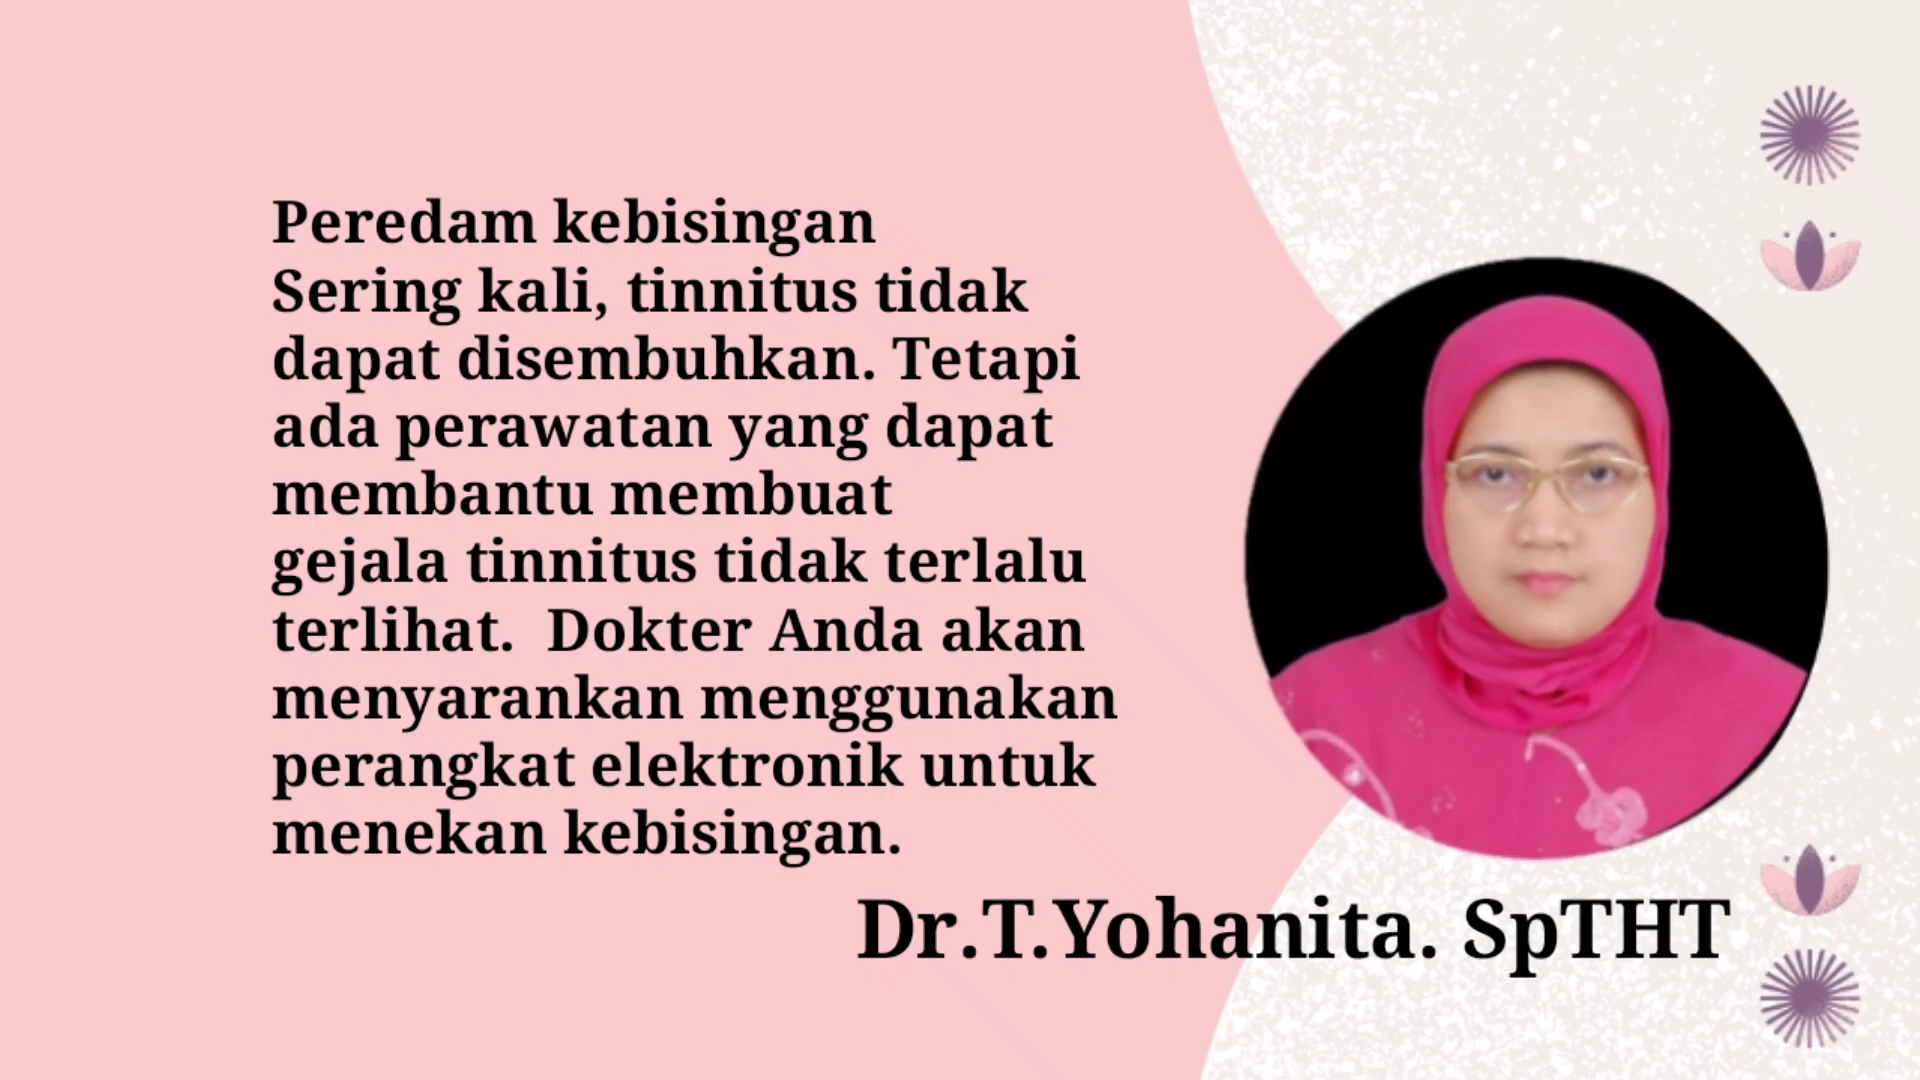 Peredam kebisingan
Sering kali, tinnitus tidak
dapat disembuhkan. Tetapi
ada perawatan yang dapat
membantu membuat
gejala tinnitus tidak terlalu
terlihat.  Dokter Anda akan
menyarankan menggunakan
perangkat elektronik untuk
menekan kebisingan.
Dr.T.Yohanita. SpTHT